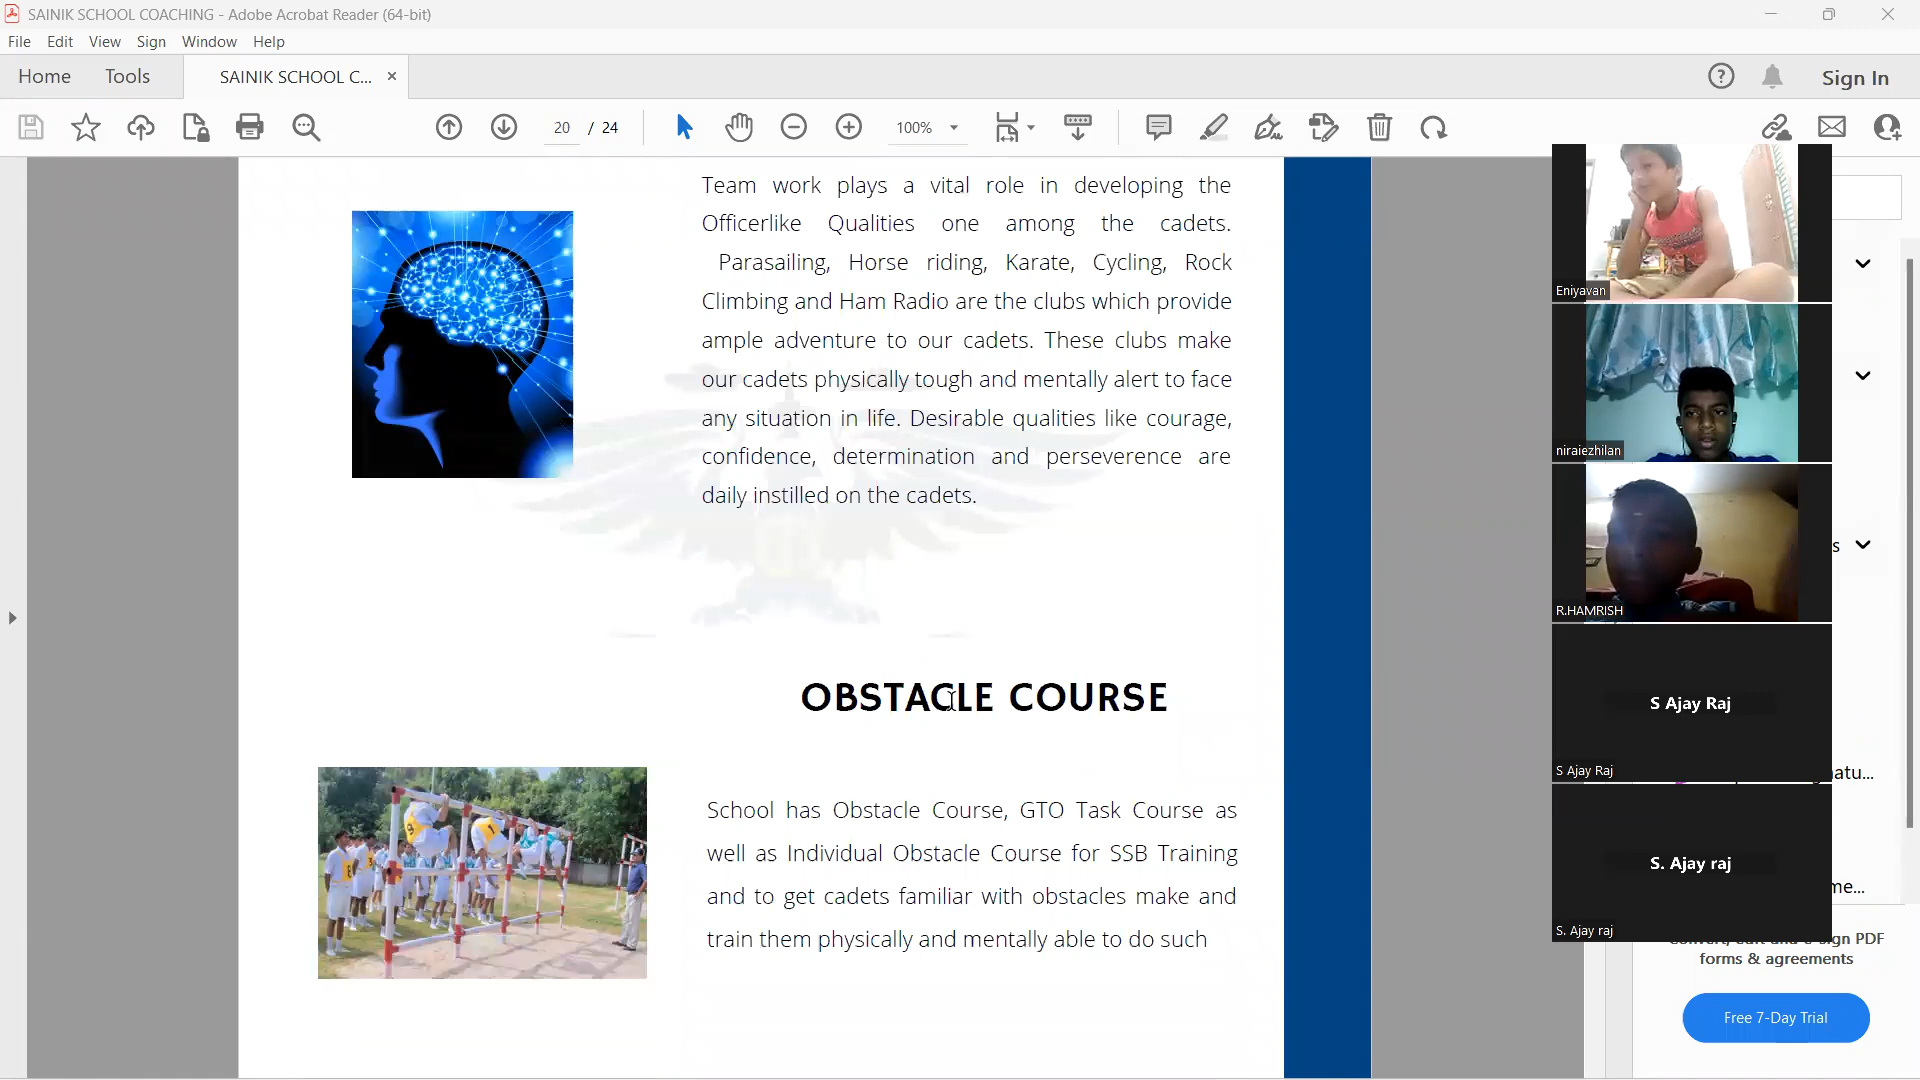 SAINIK SCHOOL COACHING - Adobe Acrobat Reader (64-bit)
File Edit View Sign Window Help
Home Tools SAINIK SCHOOL C... × Sign In
20 / 24 100%
Team work plays a vital role in developing the
Officerlike Qualities one among the cadets.
Parasailing, Horse riding, Karate, Cycling, Rock
Climbing and Ham Radio are the clubs which provide
ample adventure to our cadets. These clubs make
our cadets physically tough and mentally alert to face
any situation in life. Desirable qualities like courage,
confidence, determination and perseverence are
daily instilled on the cadets.
OBSTACLE COURSE
School has Obstacle Course, GTO Task Course as
well as Individual Obstacle Course for SSB Training
and to get cadets familiar with obstacles make and
train them physically and mentally able to do such
Eniyavan
niraiezhilan
R.HAMRISH
S Ajay Raj
S Ajay Raj
S. Ajay raj
S. Ajay raj
s
atu...
me...
Convert, edit and e-sign PDF
forms & agreements
Free 7-Day Trial